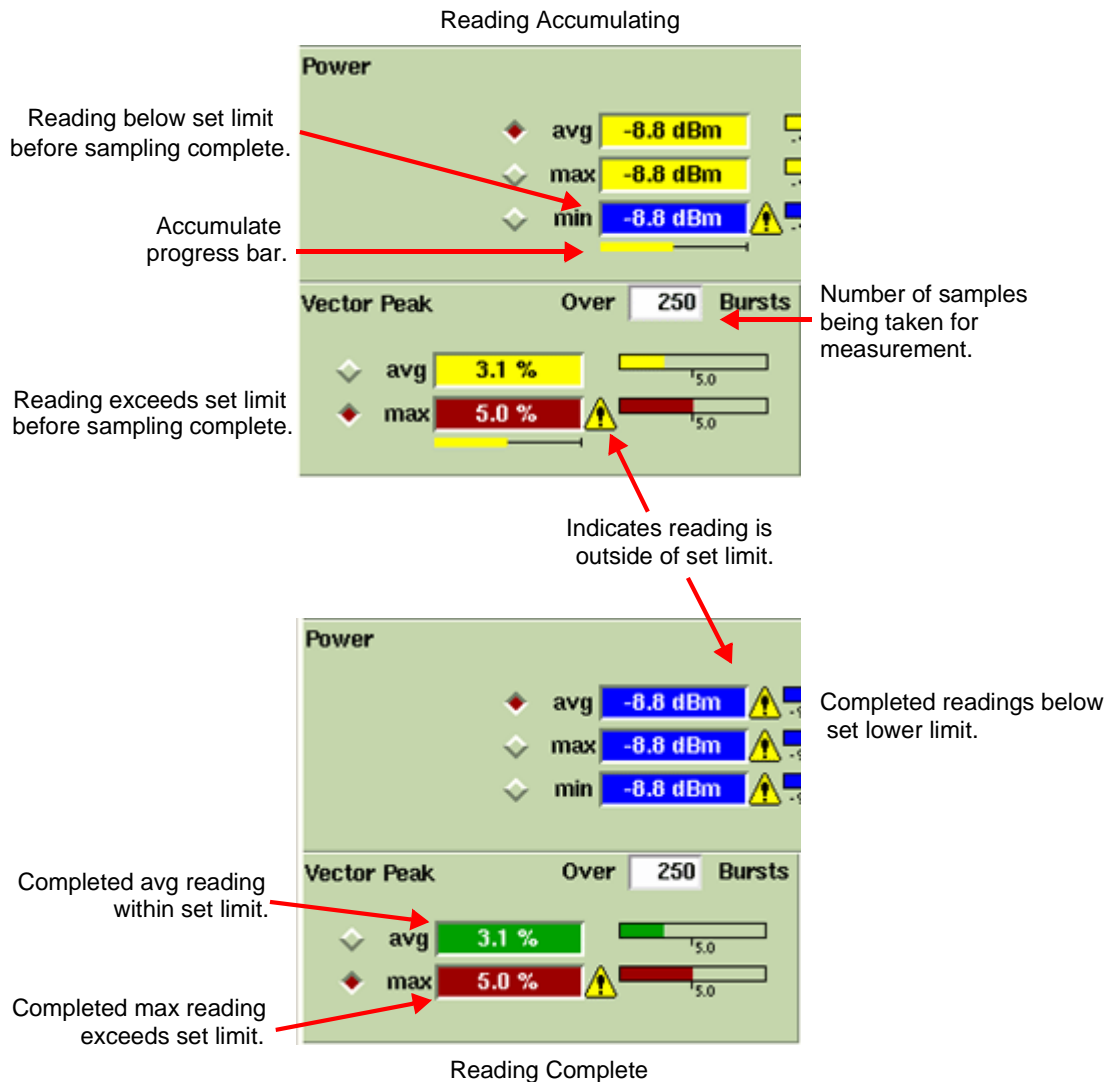 Reading Accumulating
Power
Reading below set limit
before sampling complete.
avg -8.8 dBm
max -8.8 dBm
min -8.8 dBm
Accumulate
progress bar.
Vector Peak Over 250 Bursts
Number of samples
being taken for
measurement.
avg 3.1 % 5.0
Reading exceeds set limit
before sampling complete.
max 5.0 % 5.0
Indicates reading is
outside of set limit.
Power
avg -8.8 dBm
Completed readings below
set lower limit.
max -8.8 dBm
min -8.8 dBm
Vector Peak Over 250 Bursts
Completed avg reading
within set limit.
avg 3.1 % 5.0
max 5.0 % 5.0
Completed max reading
exceeds set limit.
Reading Complete